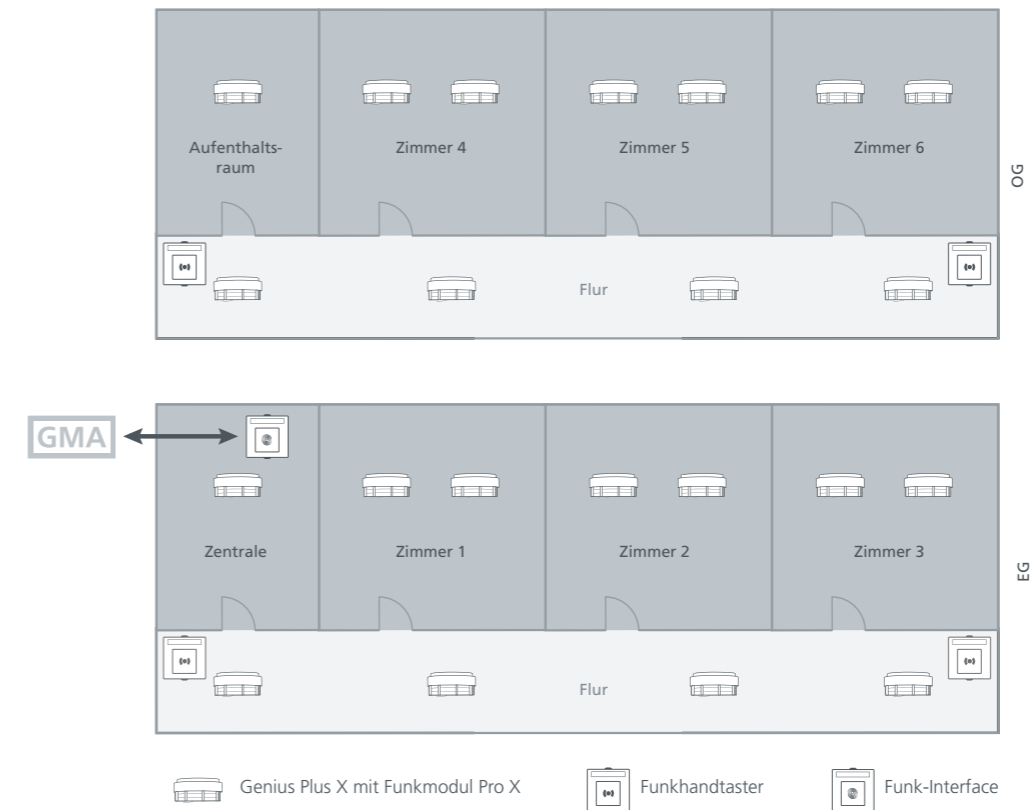 Aufenthalts-
raum
Zimmer 4
Zimmer 5
Zimmer 6
OG
Flur
GMA
Zentrale
Zimmer 1
Zimmer 2
Zimmer 3
EG
Flur
Genius Plus X mit Funkmodul Pro X
Funkhandtaster
Funk-Interface